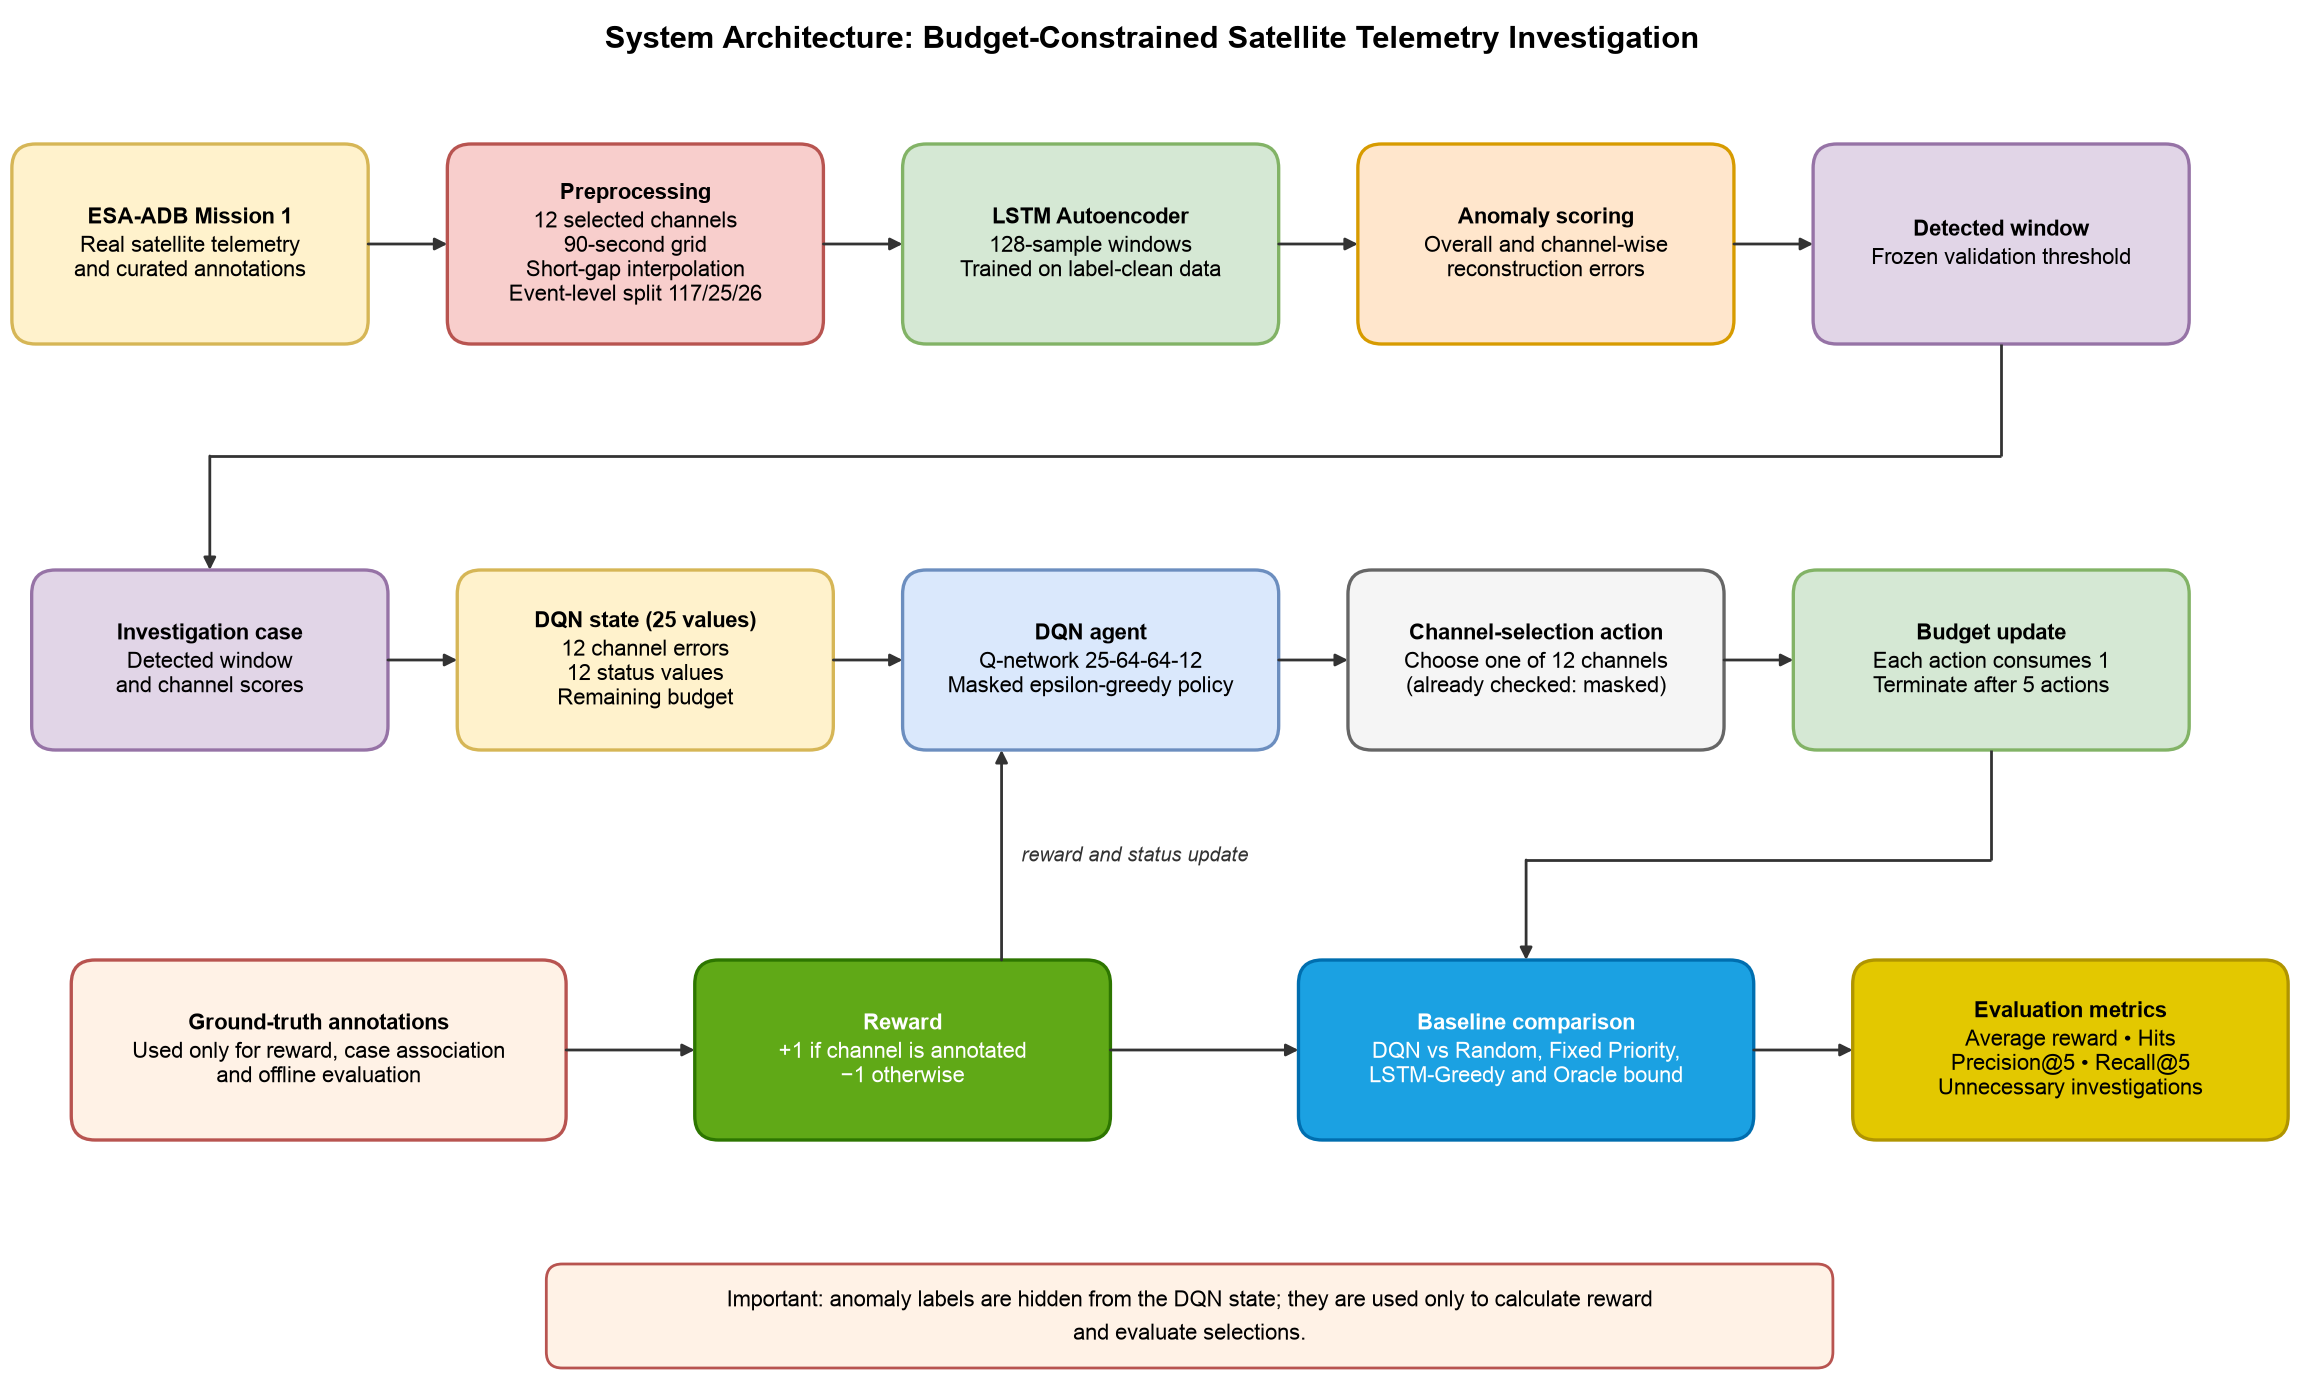 System Architecture: Budget-Constrained Satellite Telemetry Investigation
ESA-ADB Mission 1
Real satellite telemetry
and curated annotations
Preprocessing
12 selected channels
90-second grid
Short-gap interpolation
Event-level split 117/25/26
LSTM Autoencoder
128-sample windows
Trained on label-clean data
Anomaly scoring
Overall and channel-wise
reconstruction errors
Detected window
Frozen validation threshold
Investigation case
Detected window
and channel scores
DQN state (25 values)
12 channel errors
12 status values
Remaining budget
DQN agent
Q-network 25-64-64-12
Masked epsilon-greedy policy
Channel-selection action
Choose one of 12 channels
(already checked: masked)
Budget update
Each action consumes 1
Terminate after 5 actions
reward and status update
Ground-truth annotations
Used only for reward, case association
and offline evaluation
Reward
+1 if channel is annotated
−1 otherwise
Baseline comparison
DQN vs Random, Fixed Priority,
LSTM-Greedy and Oracle bound
Evaluation metrics
Average reward • Hits
Precision@5 • Recall@5
Unnecessary investigations
Important: anomaly labels are hidden from the DQN state; they are used only to calculate reward
and evaluate selections.